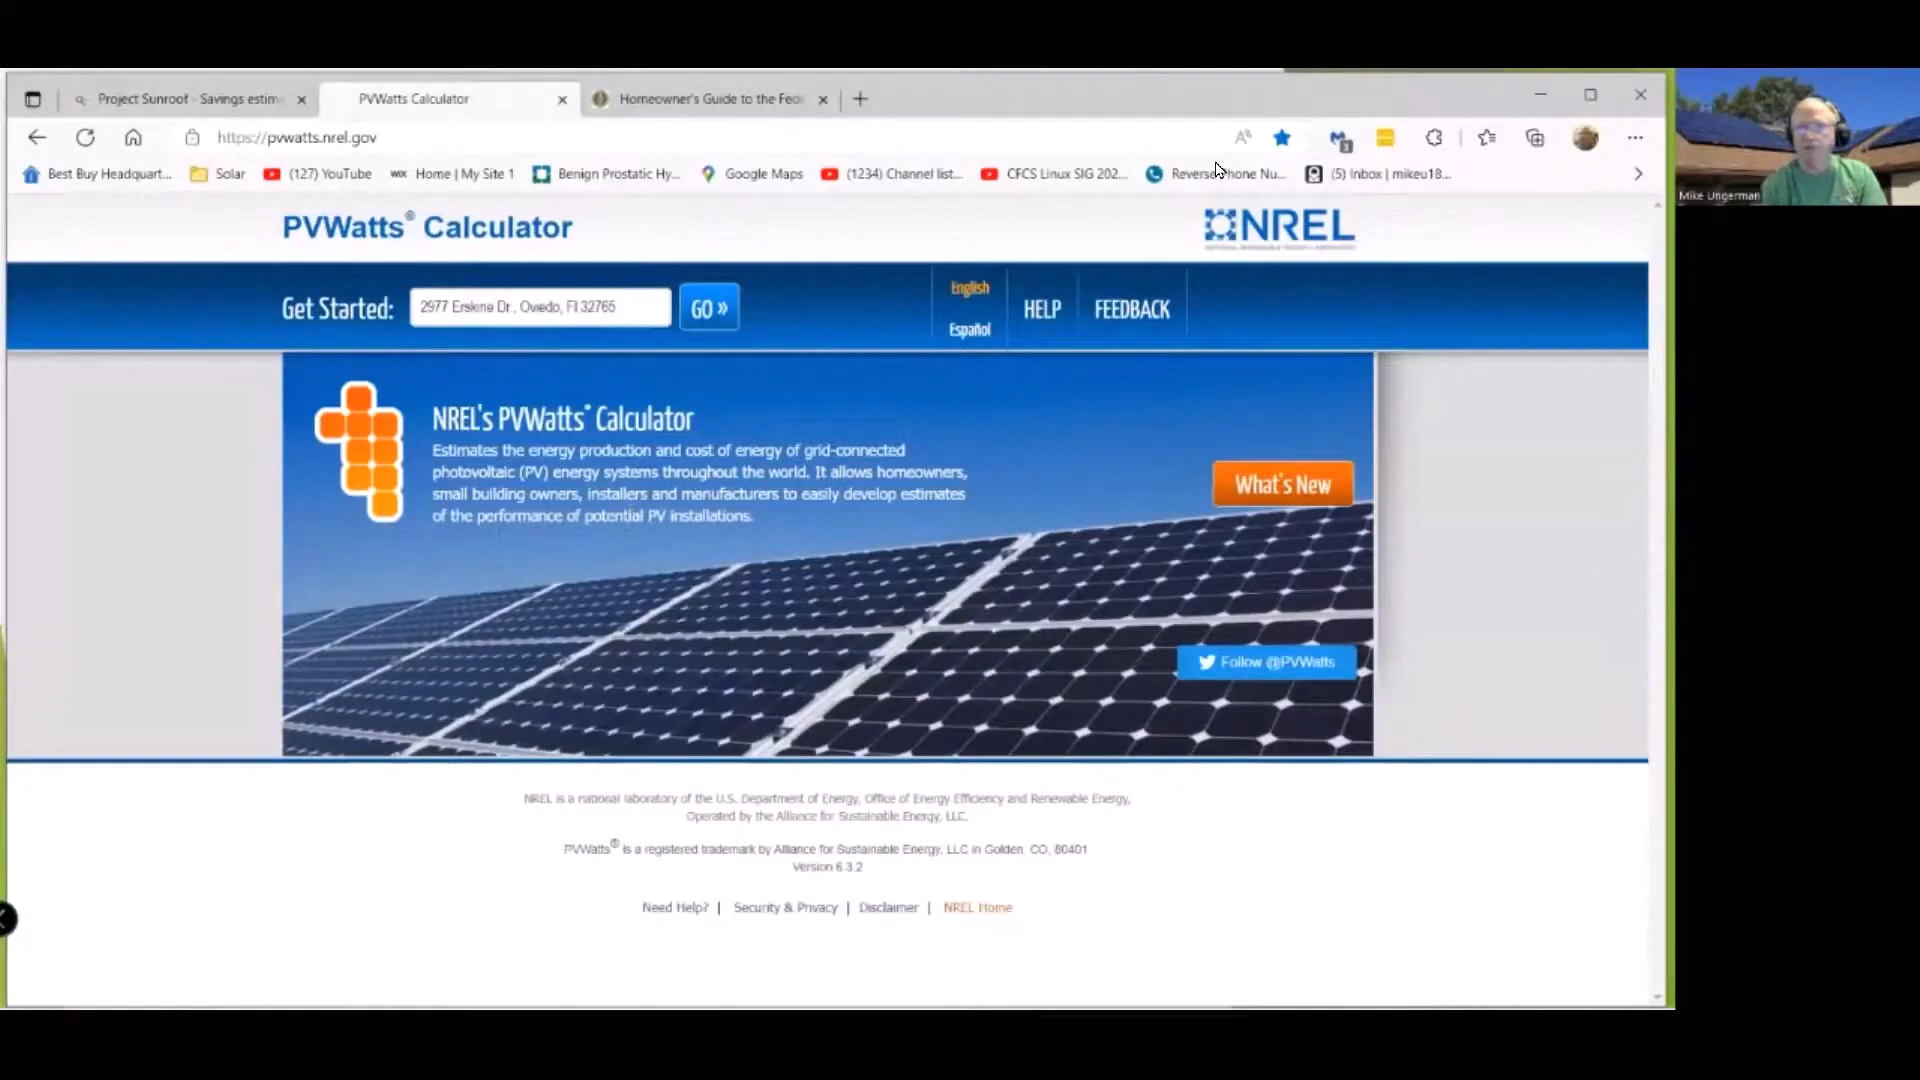 Project Sunroof - Savings estim
PVWatts Calculator
Homeowner's Guide to the Fed
https://pvwatts.nrel.gov
Best Buy Headquart...
Solar
(127) YouTube
WIX Home | My Site 1
Benign Prostatic Hy...
Google Maps
(1234) Channel list...
CFCS Linux SIG 202...
Reverse Phone Nu...
(5) Inbox | mikeu18...
Mike Ungerman
PVWatts® Calculator
NREL
Get Started:
2977 Erskine Dr., Oviedo, Fl 32765
GO »
English
Español
HELP
FEEDBACK
NREL's PVWatts® Calculator
Estimates the energy production and cost of energy of grid-connected
photovoltaic (PV) energy systems throughout the world. It allows homeowners,
small building owners, installers and manufacturers to easily develop estimates
of the performance of potential PV installations.
What's New
Follow @PVWatts
NREL is a national laboratory of the U.S. Department of Energy, Office of Energy Efficiency and Renewable Energy,
Operated by the Alliance for Sustainable Energy, LLC.
PVWatts® is a registered trademark by Alliance for Sustainable Energy, LLC in Golden, CO, 80401
Version 6.3.2
Need Help? | Security & Privacy | Disclaimer | NREL Home